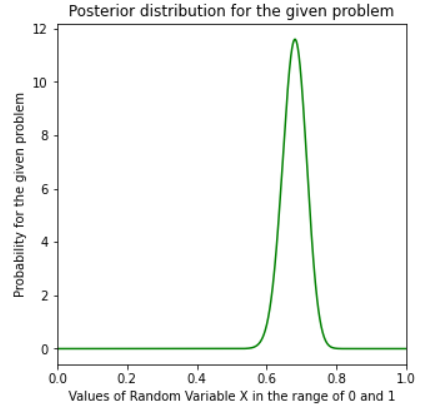 Posterior distribution for the given problem
12
10
8
6
4
2
0
Probability for the given problem
0.0 0.2 0.4 0.6 0.8 1.0
Values of Random Variable X in the range of 0 and 1